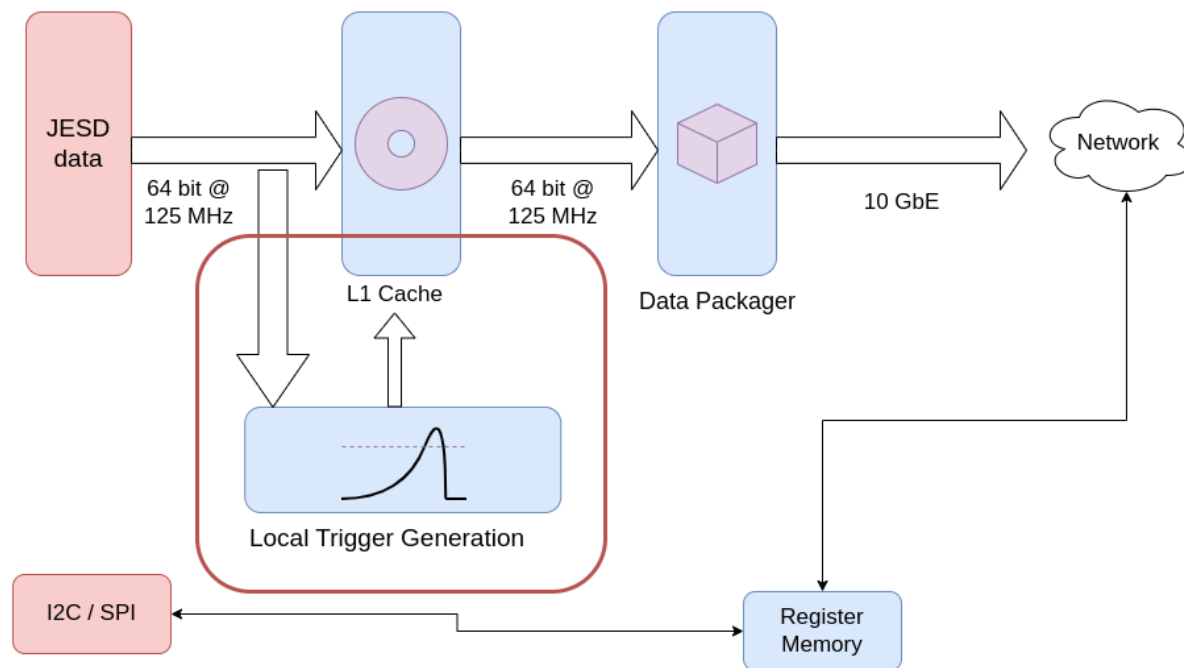 JESD
data
64 bit @
125 MHz
L1 Cache
64 bit @
125 MHz
Data Packager
10 GbE
Network
Local Trigger Generation
I2C / SPI
Register
Memory